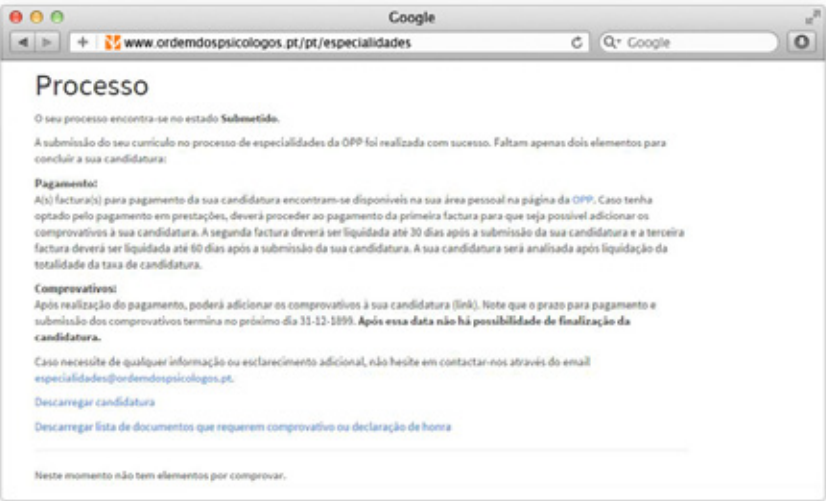 Google
www.ordemdospsicologos.pt/pt/especialidades
Google
Processo
O seu processo encontra-se no estado Submetido.
A submissão do seu currículo no processo de especialidades da OPP foi realizada com sucesso. Faltam apenas dois elementos para
concluir a sua candidatura:
Pagamento:
A(s) factura(s) para pagamento da sua candidatura encontram-se disponíveis na sua área pessoal na página da OPP. Caso tenha
optado pelo pagamento em prestações, deverá proceder ao pagamento da primeira factura para que seja possível adicionar os
comprovativos à sua candidatura. A segunda factura deverá ser liquidada até 30 dias após a submissão da sua candidatura e a terceira
factura deverá ser liquidada até 60 dias após a submissão da sua candidatura. A sua candidatura será analisada após liquidação da
totalidade da taxa de candidatura.
Comprovativos:
Após realização do pagamento, poderá adicionar os comprovativos à sua candidatura (link). Note que o prazo para pagamento e
submissão dos comprovativos termina no próximo dia 31-12-1899. Após essa data não há possibilidade de finalização da
candidatura.
Caso necessite de qualquer informação ou esclarecimento adicional, não hesite em contactar-nos através do email
especialidades@ordemdospsicologos.pt.
Descarregar candidatura
Descarregar lista de documentos que requerem comprovativo ou declaração de honra
Neste momento não tem elementos por comprovar.